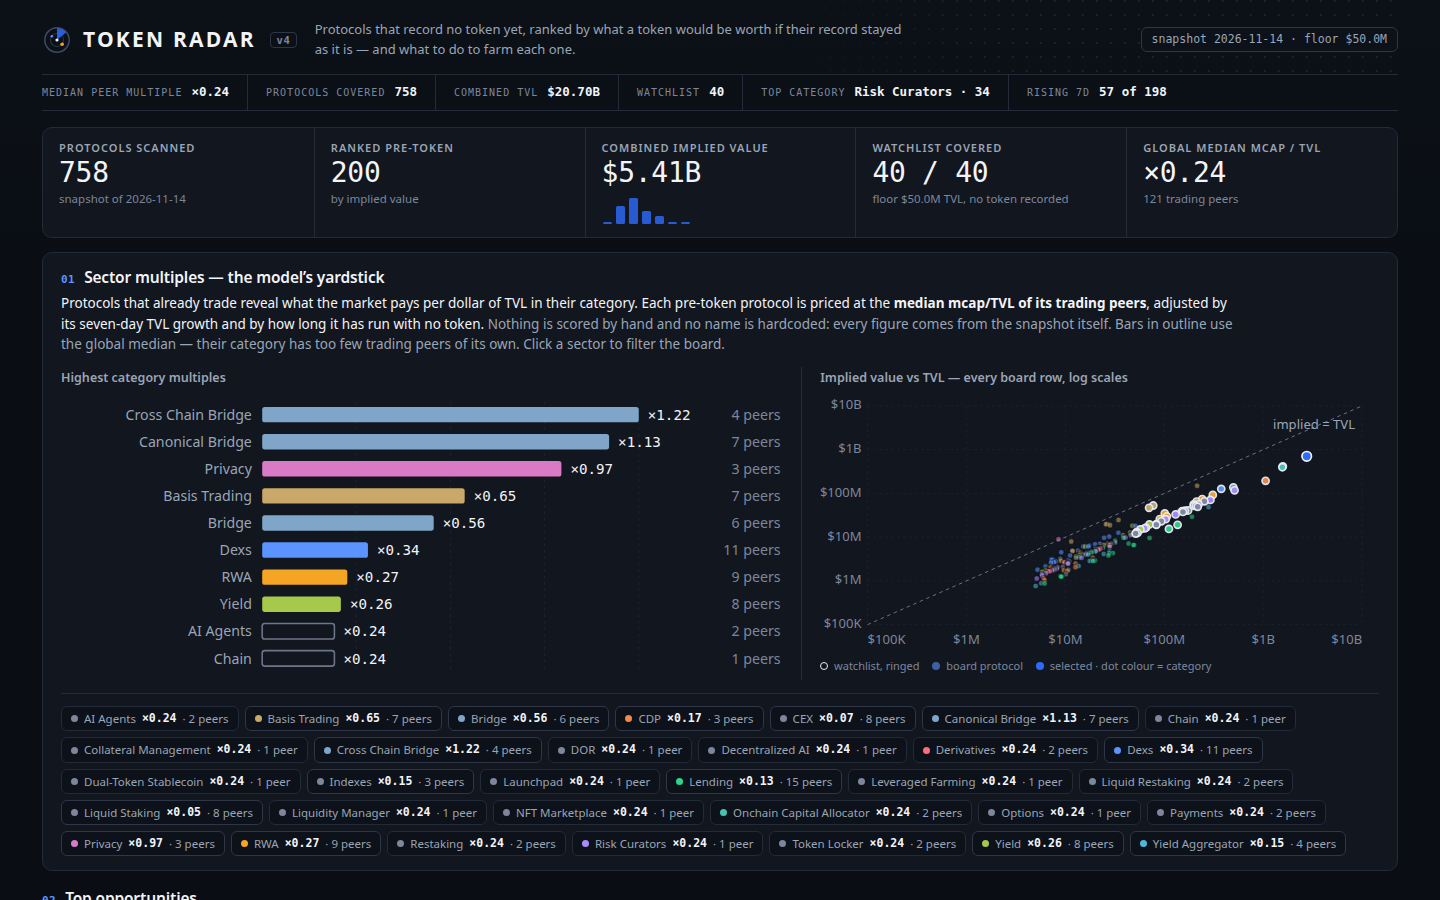 TOKEN RADAR v4
Protocols that record no token yet, ranked by what a token would be worth if their record stayed
as it is — and what to do to farm each one.
snapshot 2026-11-14 · floor $50.0M
MEDIAN PEER MULTIPLE ×0.24
PROTOCOLS COVERED 758
COMBINED TVL $20.70B
WATCHLIST 40
TOP CATEGORY Risk Curators · 34
RISING 7D 57 of 198
PROTOCOLS SCANNED
758
snapshot of 2026-11-14
RANKED PRE-TOKEN
200
by implied value
COMBINED IMPLIED VALUE
$5.41B
WATCHLIST COVERED
40 / 40
floor $50.0M TVL, no token recorded
GLOBAL MEDIAN MCAP / TVL
×0.24
121 trading peers
01 Sector multiples — the model's yardstick
Protocols that already trade reveal what the market pays per dollar of TVL in their category. Each pre-token protocol is priced at the median mcap/TVL of its trading peers, adjusted by
its seven-day TVL growth and by how long it has run with no token. Nothing is scored by hand and no name is hardcoded: every figure comes from the snapshot itself. Bars in outline use
the global median — their category has too few trading peers of its own. Click a sector to filter the board.
Highest category multiples
Cross Chain Bridge ×1.22 4 peers
Canonical Bridge ×1.13 7 peers
Privacy ×0.97 3 peers
Basis Trading ×0.65 7 peers
Bridge ×0.56 6 peers
Dexs ×0.34 11 peers
RWA ×0.27 9 peers
Yield ×0.26 8 peers
AI Agents ×0.24 2 peers
Chain ×0.24 1 peers
Implied value vs TVL — every board row, log scales
$10B
implied = TVL
$1B
$100M
$10M
$1M
$100K
$100K $1M $10M $100M $1B $10B
watchlist, ringed board protocol selected · dot colour = category
AI Agents ×0.24 · 2 peers Basis Trading ×0.65 · 7 peers Bridge ×0.56 · 6 peers CDP ×0.17 · 3 peers CEX ×0.07 · 8 peers Canonical Bridge ×1.13 · 7 peers Chain ×0.24 · 1 peer
Collateral Management ×0.24 · 1 peer Cross Chain Bridge ×1.22 · 4 peers DOR ×0.24 · 1 peer Decentralized AI ×0.24 · 1 peer Derivatives ×0.24 · 2 peers Dexs ×0.34 · 11 peers
Dual-Token Stablecoin ×0.24 · 1 peer Indexes ×0.15 · 3 peers Launchpad ×0.24 · 1 peer Lending ×0.13 · 15 peers Leveraged Farming ×0.24 · 1 peer Liquid Restaking ×0.24 · 2 peers
Liquid Staking ×0.05 · 8 peers Liquidity Manager ×0.24 · 1 peer NFT Marketplace ×0.24 · 1 peer Onchain Capital Allocator ×0.24 · 2 peers Options ×0.24 · 1 peer Payments ×0.24 · 2 peers
Privacy ×0.97 · 3 peers RWA ×0.27 · 9 peers Restaking ×0.24 · 2 peers Risk Curators ×0.24 · 1 peer Token Locker ×0.24 · 2 peers Yield ×0.26 · 8 peers Yield Aggregator ×0.15 · 4 peers
02 Top opportunities